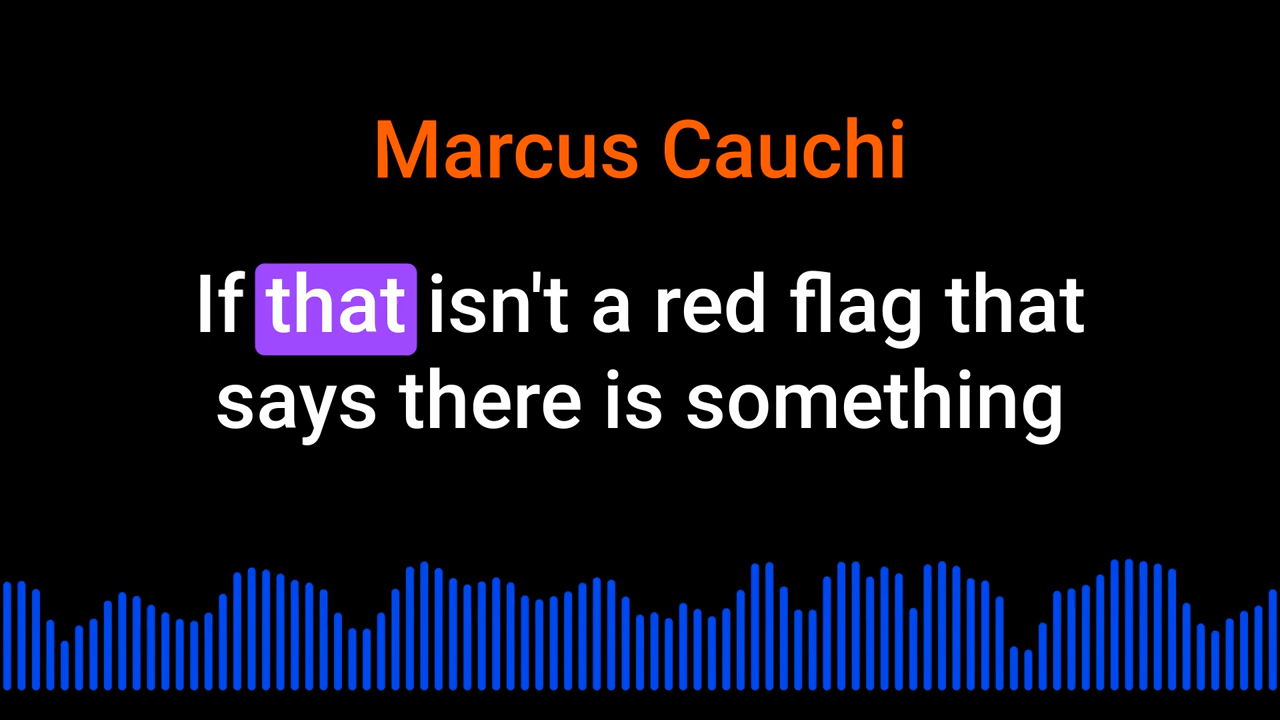 Marcus Cauchi
If that isn't a red flag that
says there is something